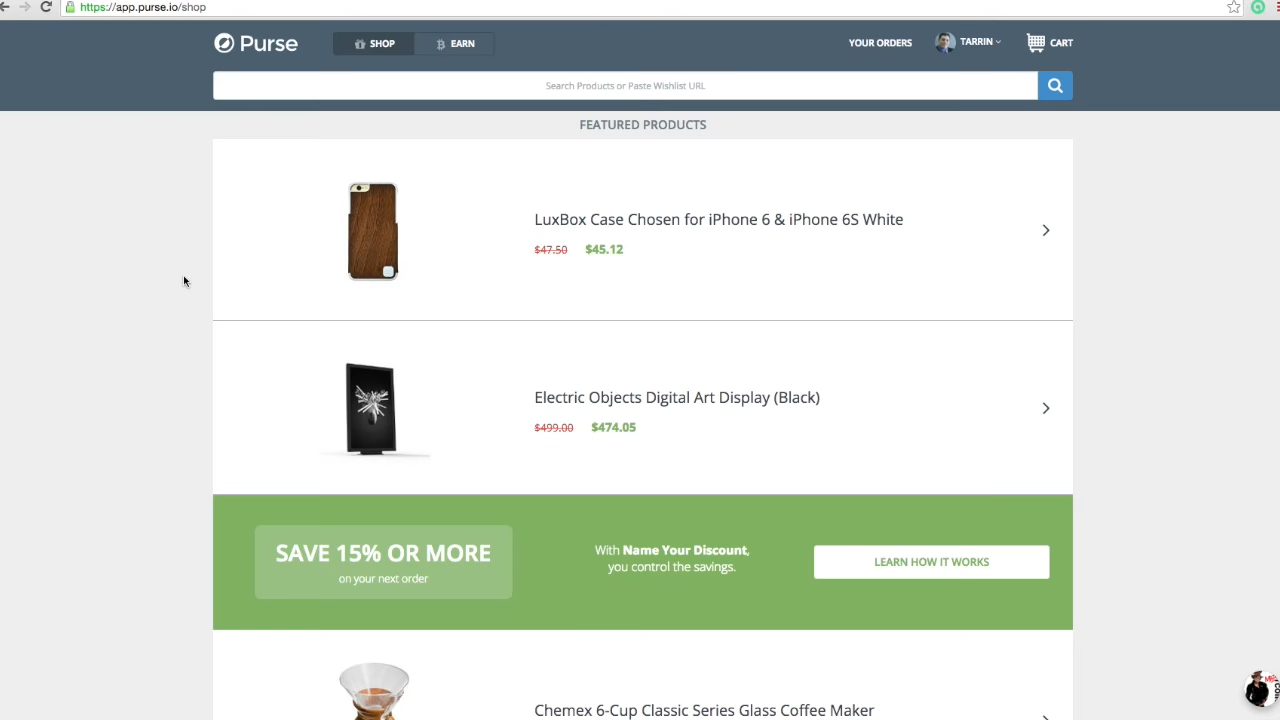 https://app.purse.io/shop
Purse
SHOP
EARN
YOUR ORDERS
TARRIN
CART
Search Products or Paste Wishlist URL
FEATURED PRODUCTS
LuxBox Case Chosen for iPhone 6 & iPhone 6S White
$47.50 $45.12
Electric Objects Digital Art Display (Black)
$499.00 $474.05
SAVE 15% OR MORE
on your next order
With Name Your Discount,
you control the savings.
LEARN HOW IT WORKS
Chemex 6-Cup Classic Series Glass Coffee Maker